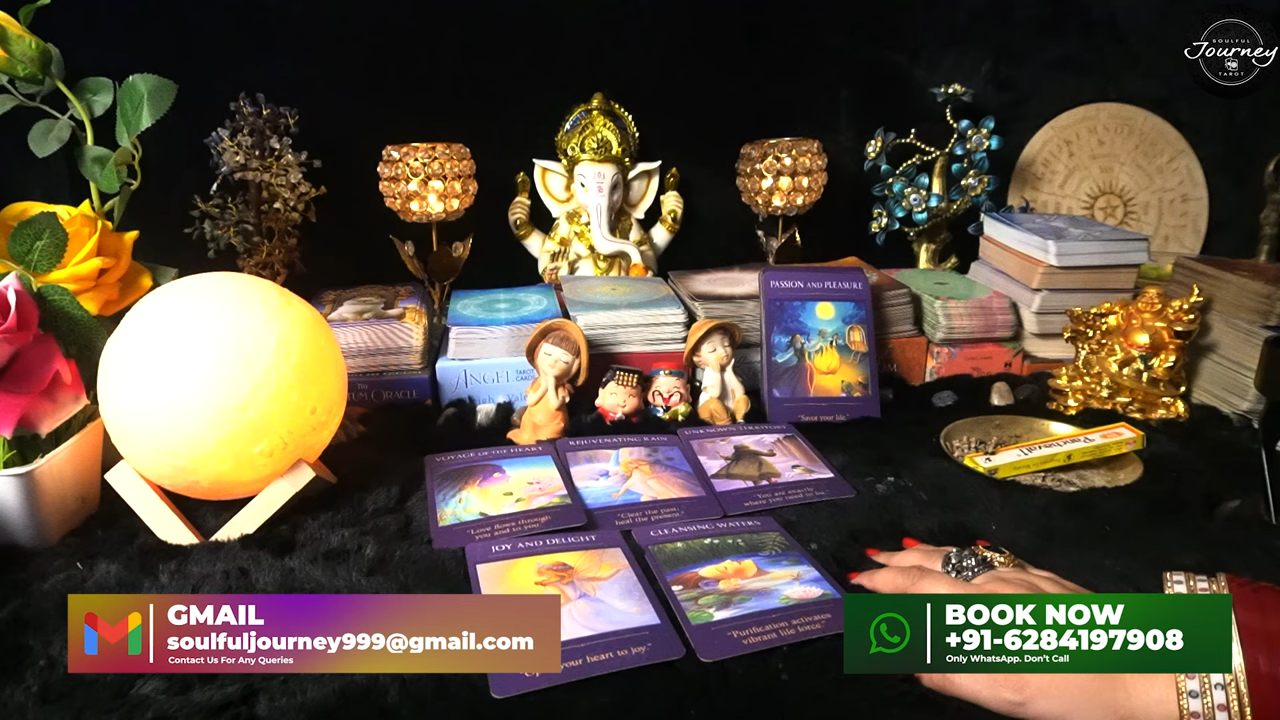 SOULFUL
Journey
TAROT
PASSION AND PLEASURE
"Savor your life."
ANGEL
TAROT
CARDS
ORACLE
VOYAGE OF THE HEART
"Love flows through
you and to you."
REJUVENATING RAIN
"Clear the past,
heal the present."
UNKNOWN TERRITORY
"You are exactly
where you need to be."
JOY AND DELIGHT
your heart to joy."
CLEANSING WATERS
"Purification activates
vibrant life force."
GMAIL
soulfuljourney999@gmail.com
Contact Us For Any Queries
BOOK NOW
+91-6284197908
Only WhatsApp. Don't Call